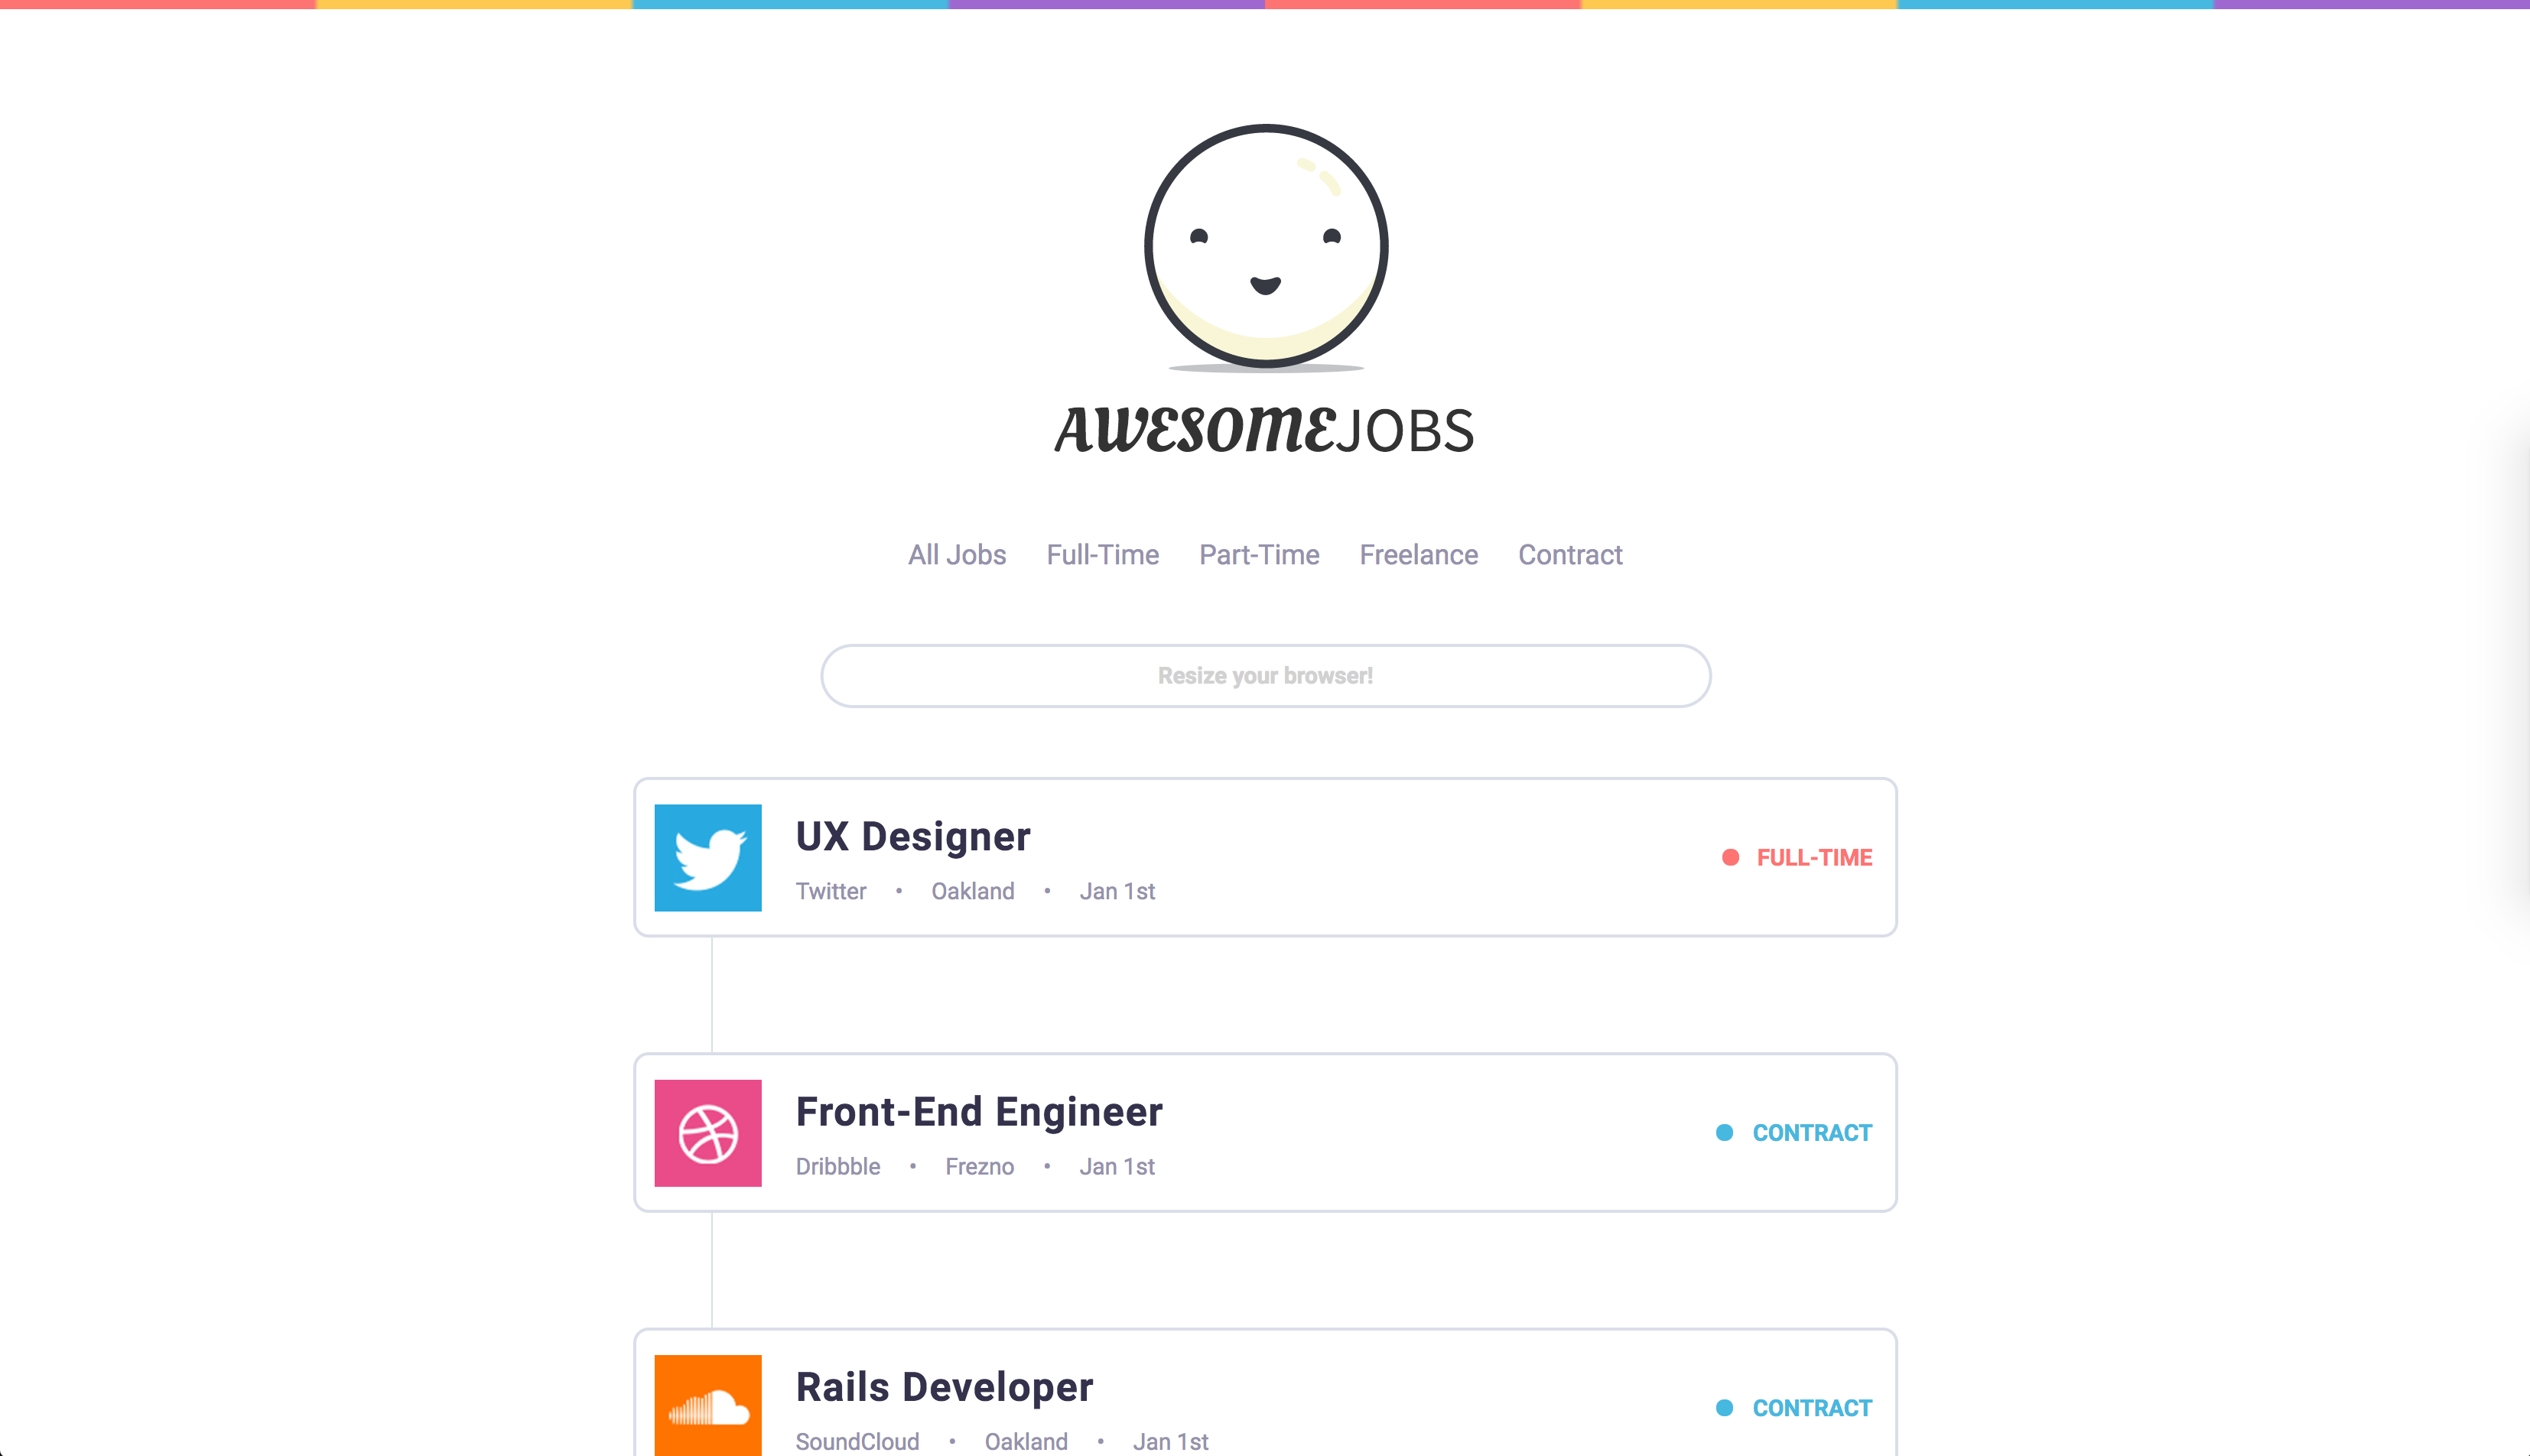 AWESOMEJOBS
All Jobs Full-Time Part-Time Freelance Contract
Resize your browser!
UX Designer
FULL-TIME
Twitter • Oakland • Jan 1st
Front-End Engineer
CONTRACT
Dribbble • Frezno • Jan 1st
Rails Developer
CONTRACT
SoundCloud • Oakland • Jan 1st